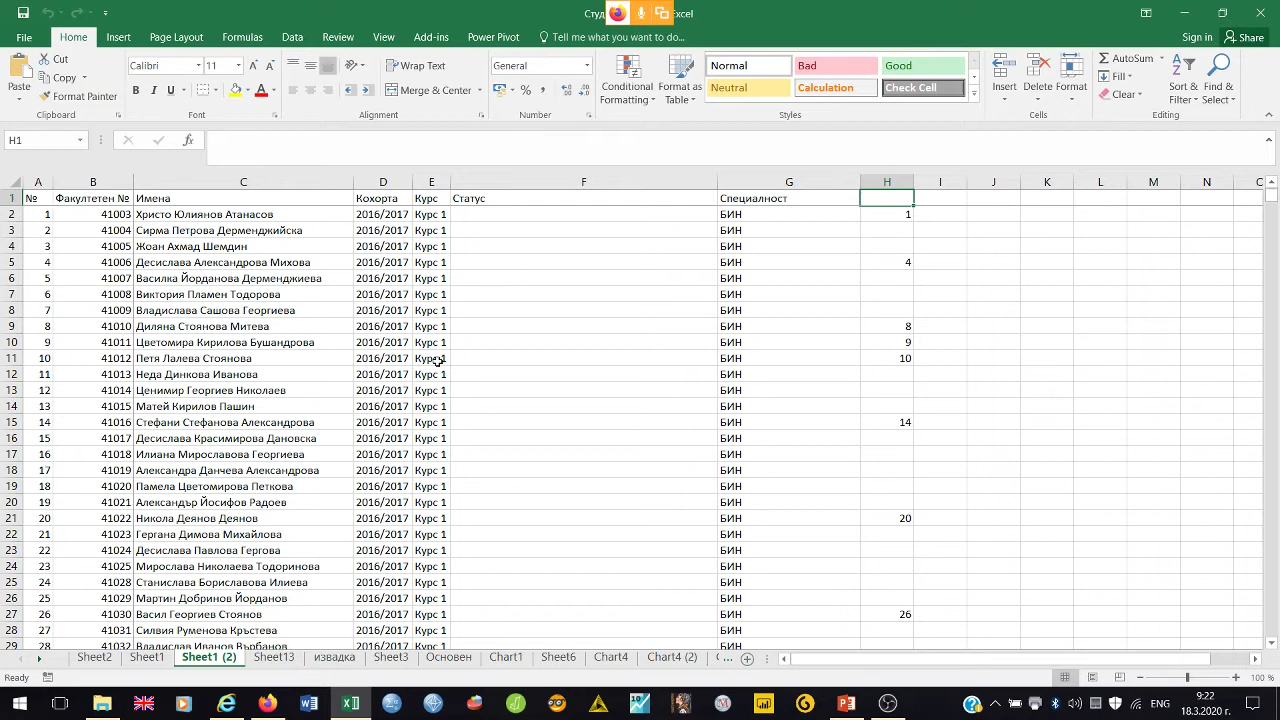 Сту Excel
File Home Insert Page Layout Formulas Data Review View Add-ins Power Pivot Tell me what you want to do... Sign in Share
Paste Cut Copy Format Painter Clipboard
Calibri 11 A A B I U A Font
Wrap Text Merge & Center Alignment
General % , Number
Conditional Formatting Format as Table Normal Bad Good Neutral Calculation Check Cell Styles
Insert Delete Format Cells
AutoSum Fill Clear Sort & Filter Find & Select Editing
H1 fx
A B C D E F G H I J K L M N O
1 № Факултетен № Имена Кохорта Курс Статус Специалност
2 1 41003 Христо Юлиянов Атанасов 2016/2017 Курс 1 БИН 1
3 2 41004 Сирма Петрова Дерменджийска 2016/2017 Курс 1 БИН
4 3 41005 Жоан Ахмад Шемдин 2016/2017 Курс 1 БИН
5 4 41006 Десислава Александрова Михова 2016/2017 Курс 1 БИН 4
6 5 41007 Василка Йорданова Дерменджиева 2016/2017 Курс 1 БИН
7 6 41008 Виктория Пламен Тодорова 2016/2017 Курс 1 БИН
8 7 41009 Владислава Сашова Георгиева 2016/2017 Курс 1 БИН
9 8 41010 Диляна Стоянова Митева 2016/2017 Курс 1 БИН 8
10 9 41011 Цветомира Кирилова Бушандрова 2016/2017 Курс 1 БИН 9
11 10 41012 Петя Лалева Стоянова 2016/2017 Курс 1 БИН 10
12 11 41013 Неда Динкова Иванова 2016/2017 Курс 1 БИН
13 12 41014 Ценимир Георгиев Николаев 2016/2017 Курс 1 БИН
14 13 41015 Матей Кирилов Пашин 2016/2017 Курс 1 БИН
15 14 41016 Стефани Стефанова Александрова 2016/2017 Курс 1 БИН 14
16 15 41017 Десислава Красимирова Дановска 2016/2017 Курс 1 БИН
17 16 41018 Илиана Мирославова Георгиева 2016/2017 Курс 1 БИН
18 17 41019 Александра Данчева Александрова 2016/2017 Курс 1 БИН
19 18 41020 Памела Цветомирова Петкова 2016/2017 Курс 1 БИН
20 19 41021 Александър Йосифов Радоев 2016/2017 Курс 1 БИН
21 20 41022 Никола Деянов Деянов 2016/2017 Курс 1 БИН 20
22 21 41023 Гергана Димова Михайлова 2016/2017 Курс 1 БИН
23 22 41024 Десислава Павлова Гергова 2016/2017 Курс 1 БИН
24 23 41025 Мирослава Николаева Тодоринова 2016/2017 Курс 1 БИН
25 24 41028 Станислава Бориславова Илиева 2016/2017 Курс 1 БИН
26 25 41029 Мартин Добринов Йорданов 2016/2017 Курс 1 БИН
27 26 41030 Васил Георгиев Стоянов 2016/2017 Курс 1 БИН 26
28 27 41031 Силвия Руменова Кръстева 2016/2017 Курс 1 БИН
29 28 41032 Владислав Иванов Върбанов 2016/2017 Курс 1 БИН
Sheet2 Sheet1 Sheet1 (2) Sheet13 извадка Sheet3 Основен Chart1 Sheet6 Chart4 Chart4 (2)
Ready 100 %
ENG 9:22
18.3.2020 г.